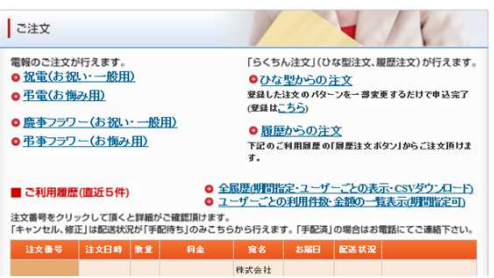 ご注文
電報のご注文が行えます。
祝電(お祝い・一般用)
弔電(お悔み用)
慶事フラワー(お祝い・一般用)
弔事フラワー(お悔み用)
「らくちん注文」(ひな型注文、履歴注文)が行えます。
ひな型からの注文
登録した注文のパターンを一部変更するだけで申込完了
(登録はこちら)
履歴からの注文
下記のご利用履歴の「履歴注文ボタン」からご注文頂けま
す。
■ ご利用履歴(直近5件)
全履歴(期間指定・ユーザーごとの表示・CSVダウンロード)
ユーザーごとの利用件数・金額の一覧表示(期間指定可)
注文番号をクリックして頂くと詳細がご確認頂けます。
「キャンセル、修正」は配送状況が「手配待ち」のみこちらから行えます。「手配済」の場合はお電話にてご連絡下さい。
注文番号 注文日時 数量 料金 宛名 お届日 配送状況
株式会社